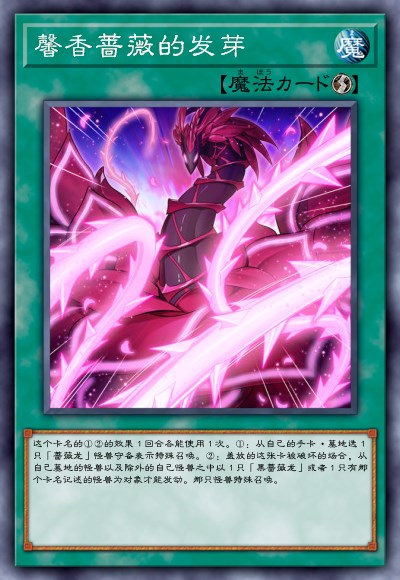 馨香蔷薇的发芽
魔
【魔法カード】
まほう
这个卡名的①②的效果1回合各能使用1次。①：从自己的手卡·墓地选1
只「蔷薇龙」怪兽守备表示特殊召唤。②：盖放的这张卡被破坏的场合，从
自己墓地的怪兽以及除外的自己怪兽之中以1只「黑蔷薇龙」或者1只有那
个卡名记述的怪兽为对象才能发动。那只怪兽特殊召唤。